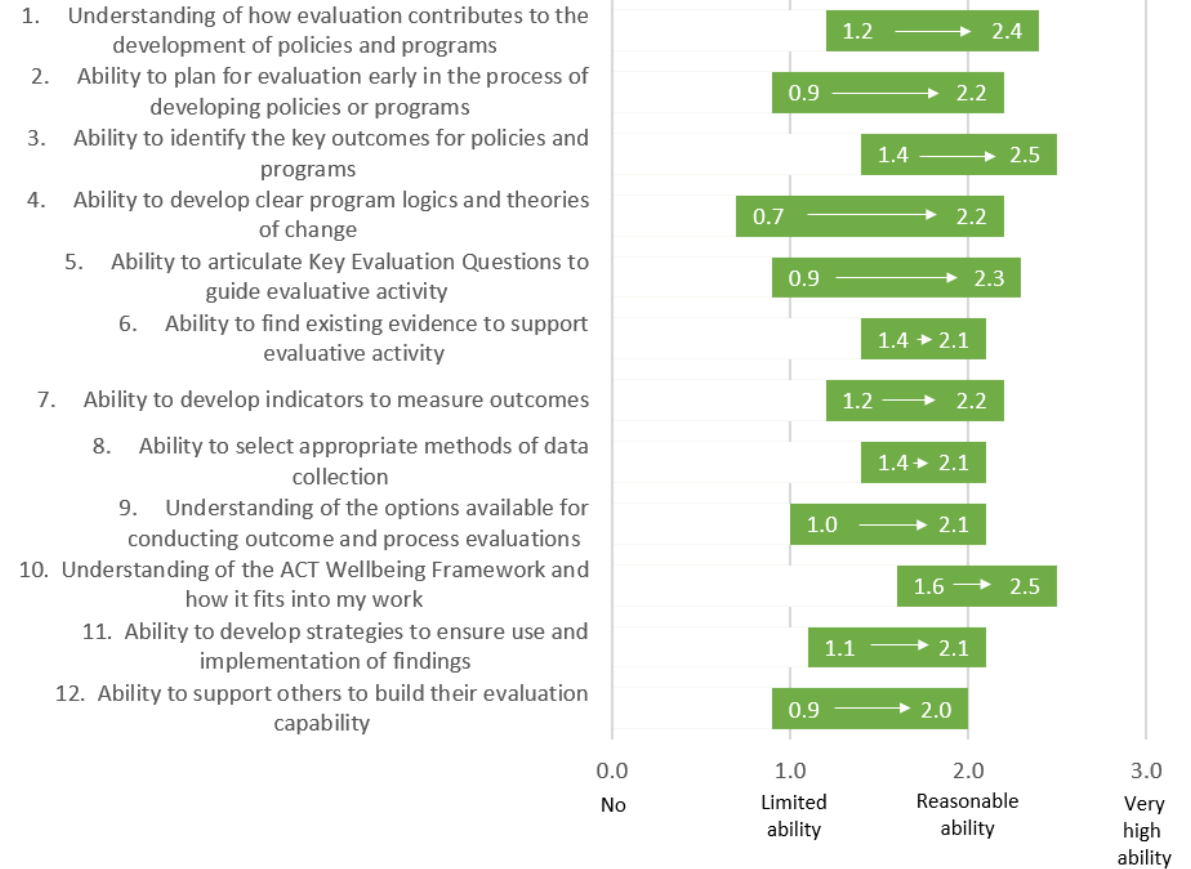 1. Understanding of how evaluation contributes to the
development of policies and programs
1.2 2.4
2. Ability to plan for evaluation early in the process of
developing policies or programs
0.9 2.2
3. Ability to identify the key outcomes for policies and
programs
1.4 2.5
4. Ability to develop clear program logics and theories
of change
0.7 2.2
5. Ability to articulate Key Evaluation Questions to
guide evaluative activity
0.9 2.3
6. Ability to find existing evidence to support
evaluative activity
1.4 2.1
7. Ability to develop indicators to measure outcomes
1.2 2.2
8. Ability to select appropriate methods of data
collection
1.4 2.1
9. Understanding of the options available for
conducting outcome and process evaluations
1.0 2.1
10. Understanding of the ACT Wellbeing Framework and
how it fits into my work
1.6 2.5
11. Ability to develop strategies to ensure use and
implementation of findings
1.1 2.1
12. Ability to support others to build their evaluation
capability
0.9 2.0
0.0 1.0 2.0 3.0
No
Limited
ability
Reasonable
ability
Very
high
ability